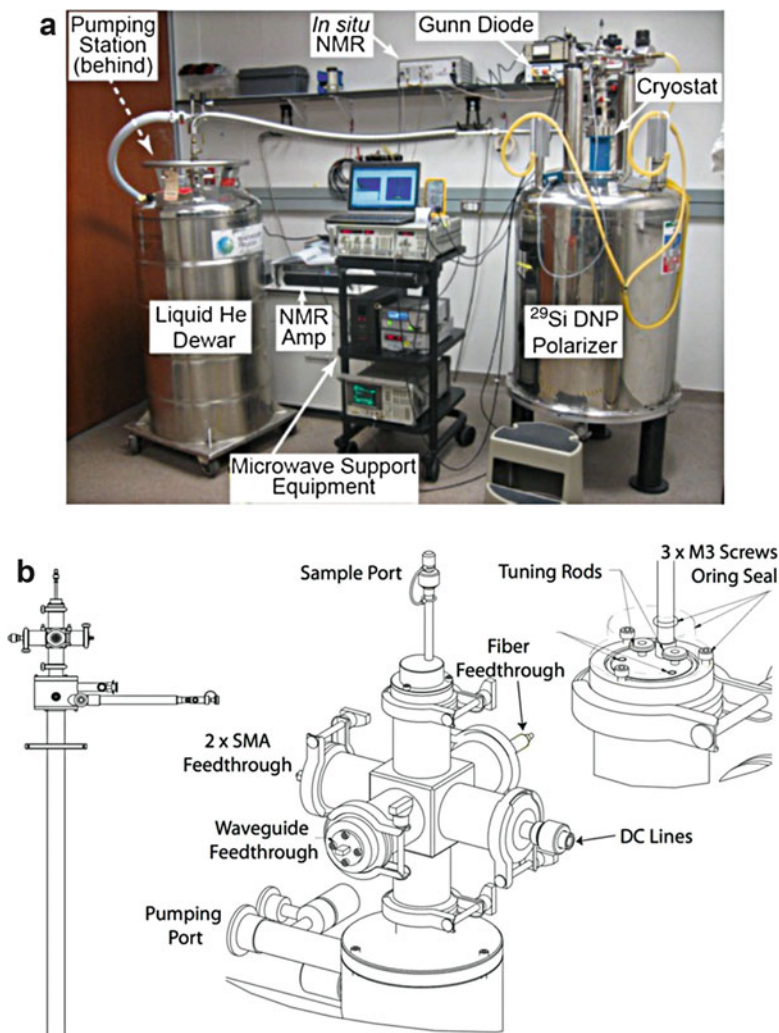 a
Pumping
Station
(behind)
In situ
NMR
Gunn Diode
Cryostat
Liquid He
Dewar
NMR
Amp
29Si DNP
Polarizer
Microwave Support
Equipment
b
Sample Port
Tuning Rods
3 x M3 Screws
Oring Seal
Fiber
Feedthrough
2 x SMA
Feedthrough
Waveguide
Feedthrough
DC Lines
Pumping
Port